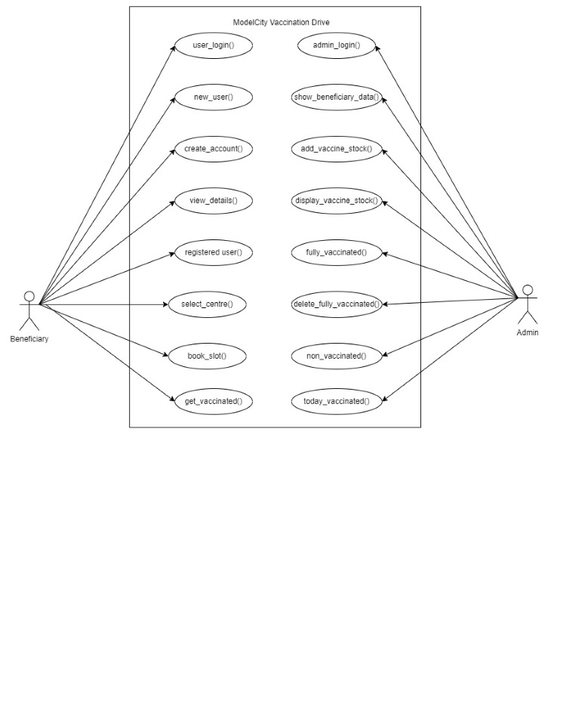 ModelCity Vaccination Drive
user_login()
admin_login()
new_user()
show_beneficiary_data()
create_account()
add_vaccine_stock()
view_details()
display_vaccine_stock()
registered user()
fully_vaccinated()
select_centre()
delete_fully_vaccinated()
Beneficiary
Admin
book_slot()
non_vaccinated()
get_vaccinated()
today_vaccinated()